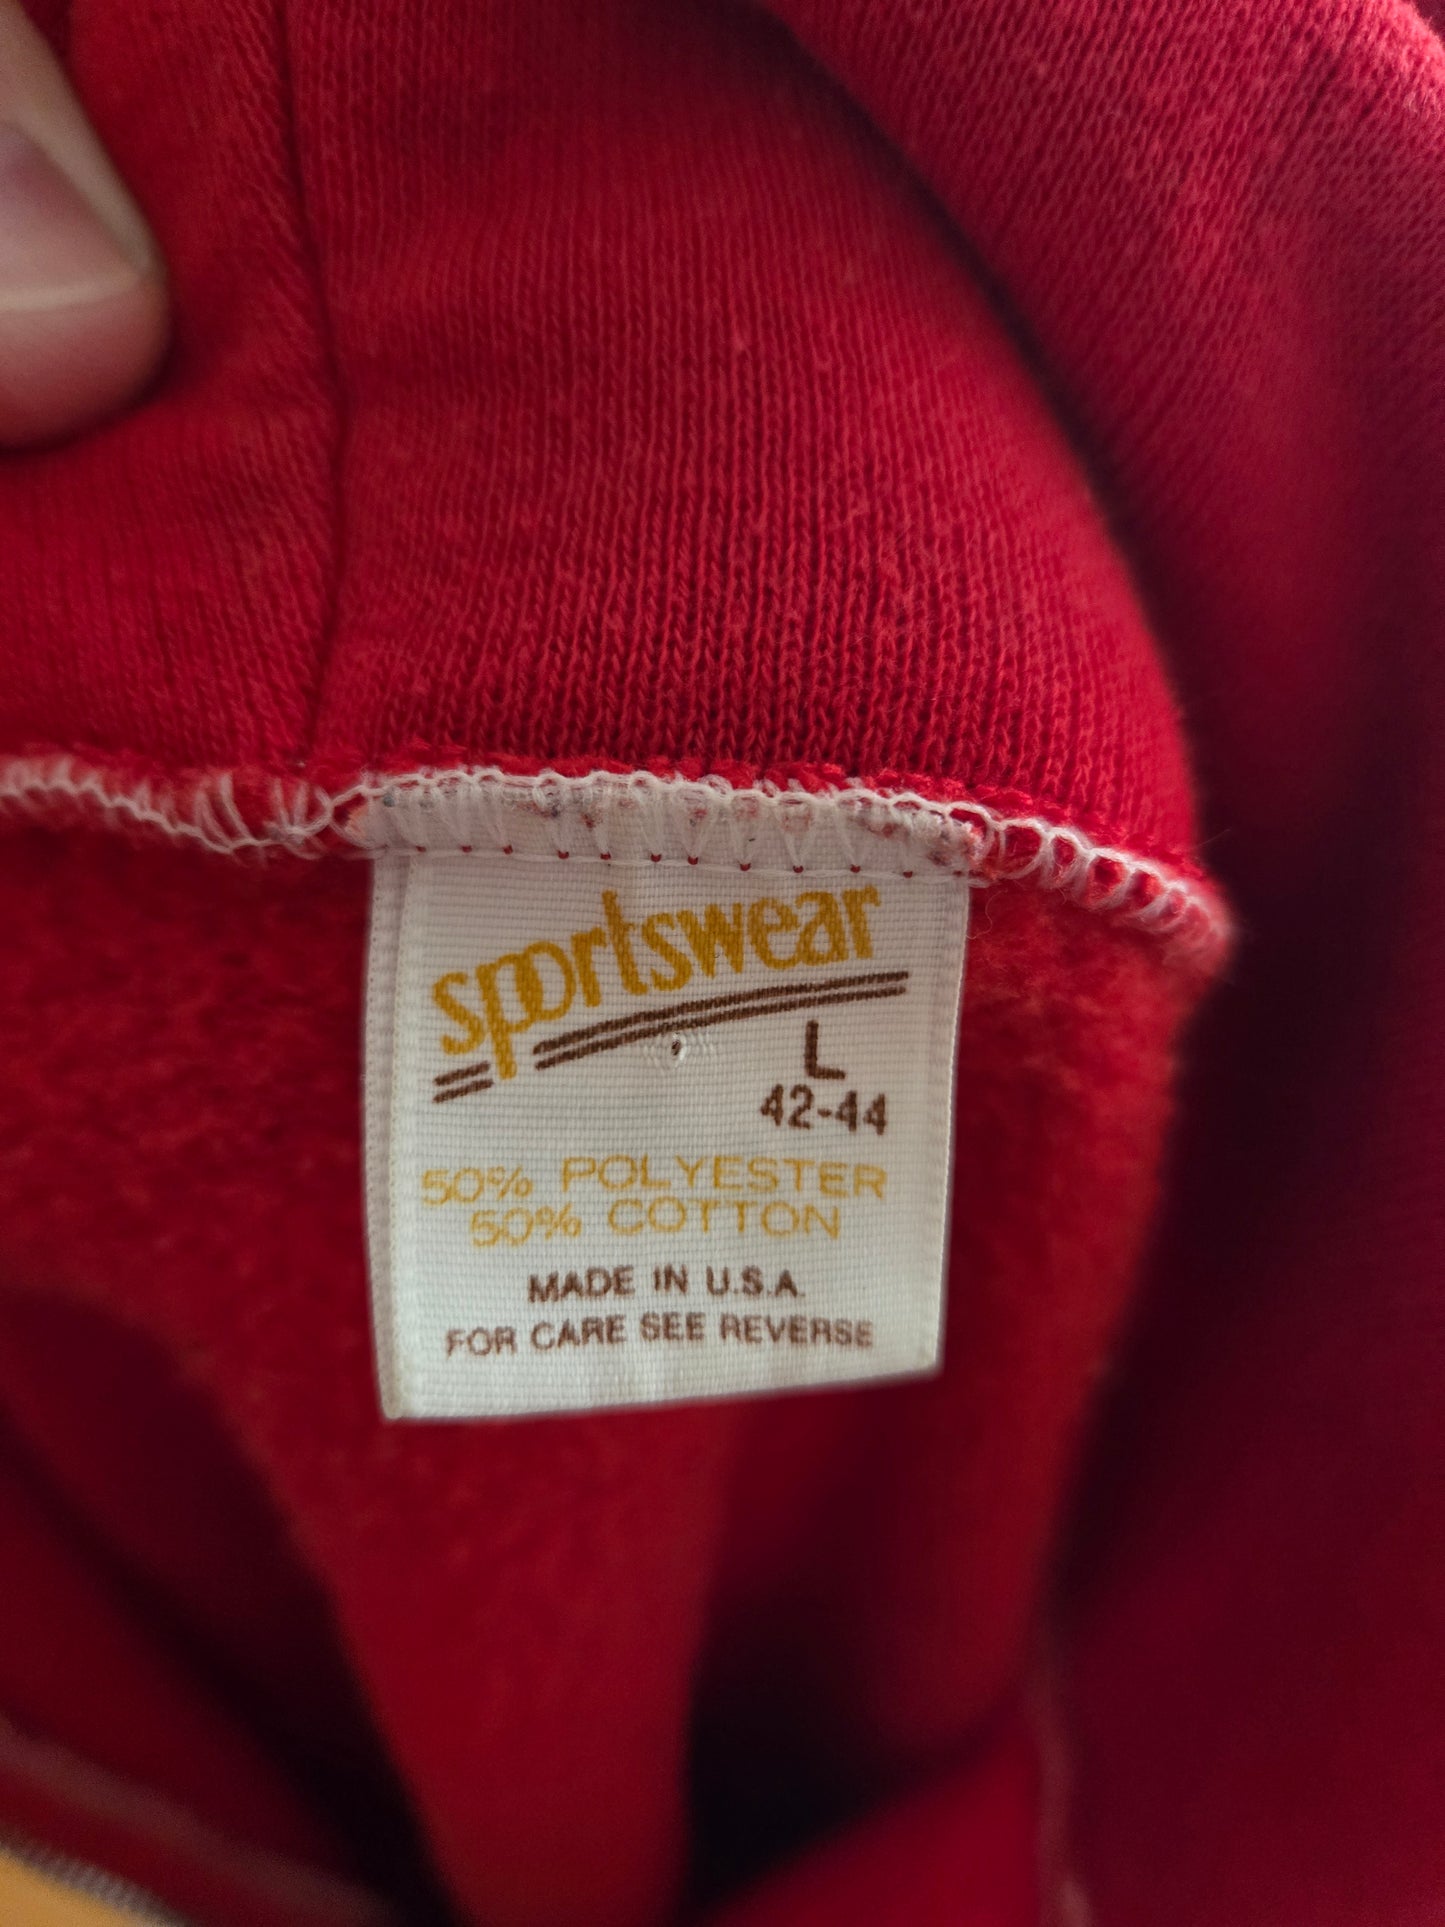 sportswear
L
42-44
50% POLYESTER
50% COTTON
MADE IN U.S.A.
FOR CARE SEE REVERSE